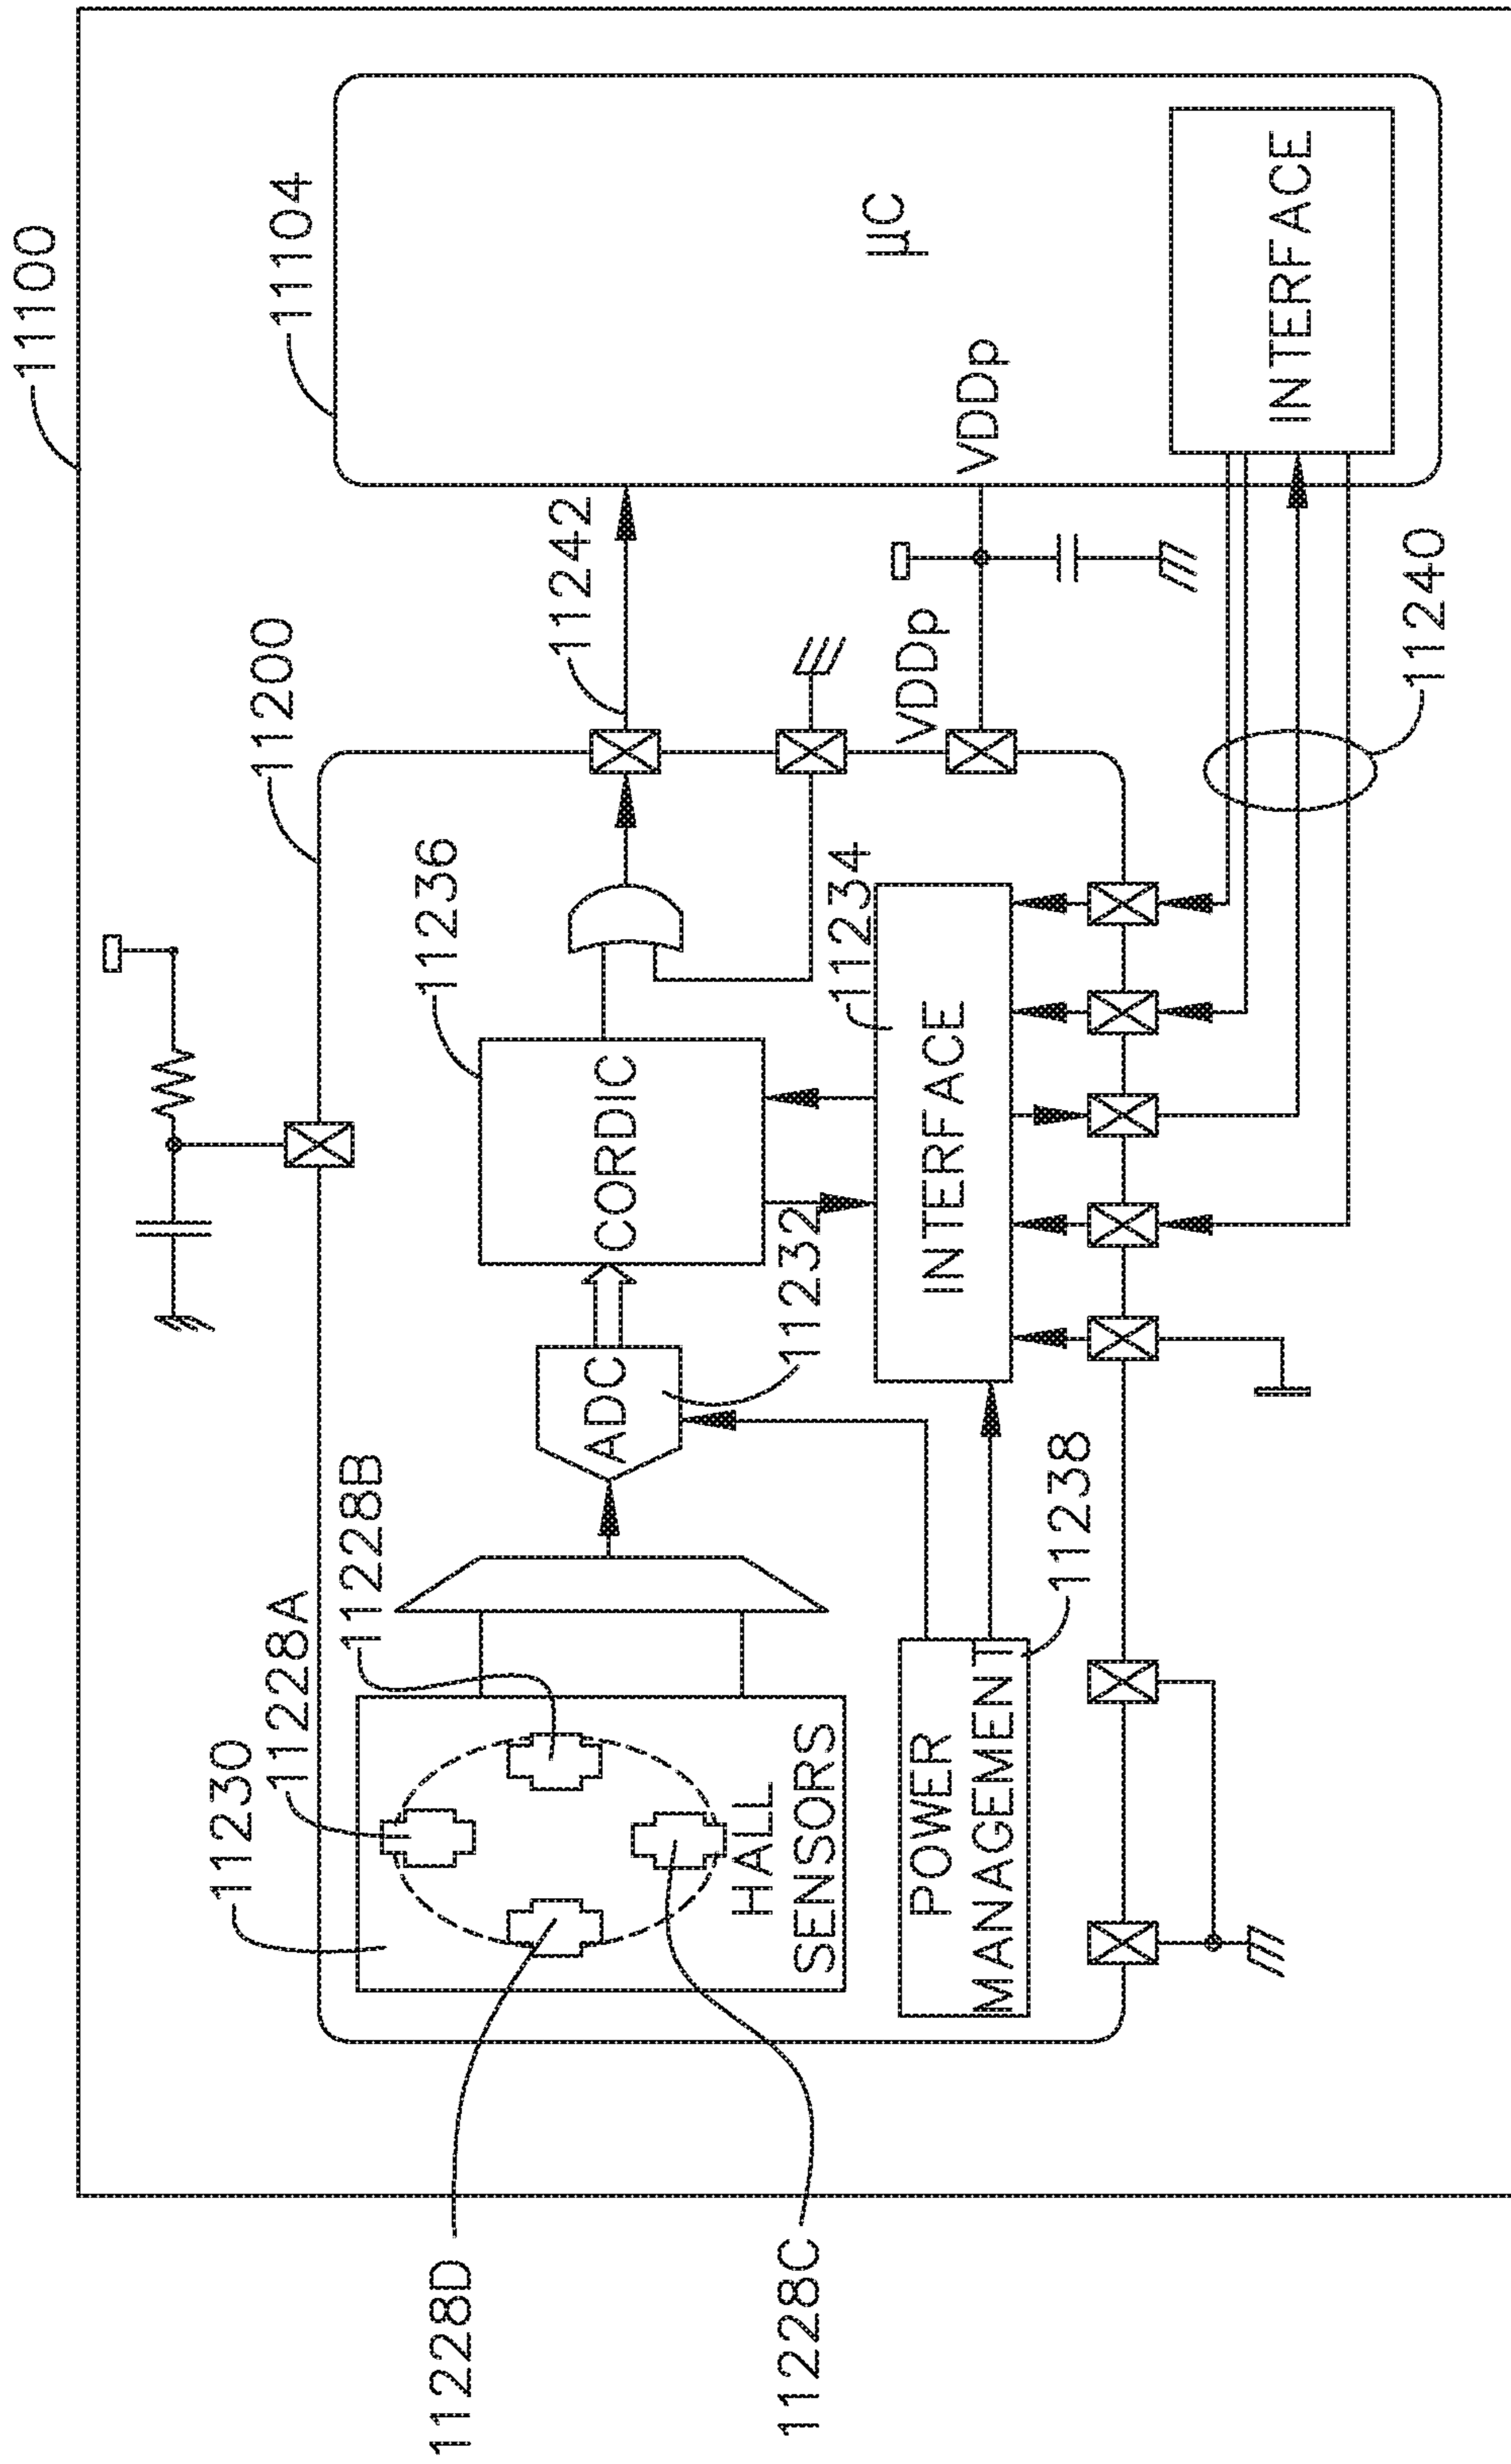 11100
11104
µC
INTERFACE
VDDp
11242
VDDp
11240
11200
11236
11234
CORDIC
INTERFACE
11232
ADC
11228B
11228A
11230
HALL
SENSORS
POWER
MANAGEMENT
11238
11228D
11228C